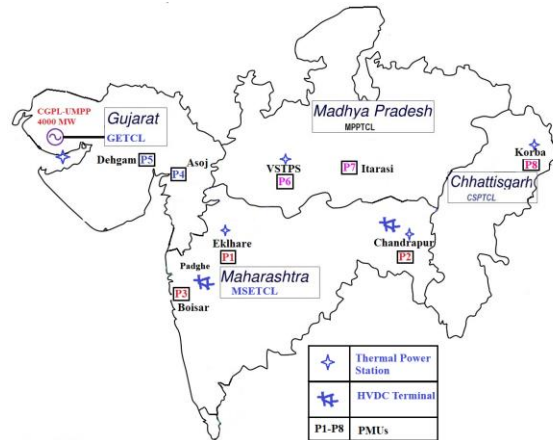 CGPL-UMPP
4000 MW
Gujarat
GETCL
Dehgam
P5
Asoj
P4
Madhya Pradesh
MPPTCL
VSTPS
P6
P7
Itarasi
Korba
P8
Chhattisgarh
CSPTCL
Eklhare
P1
Chandrapur
P2
Padghe
Maharashtra
MSETCL
P3
Boisar
Thermal Power
Station
HVDC Terminal
P1-P8 PMUs